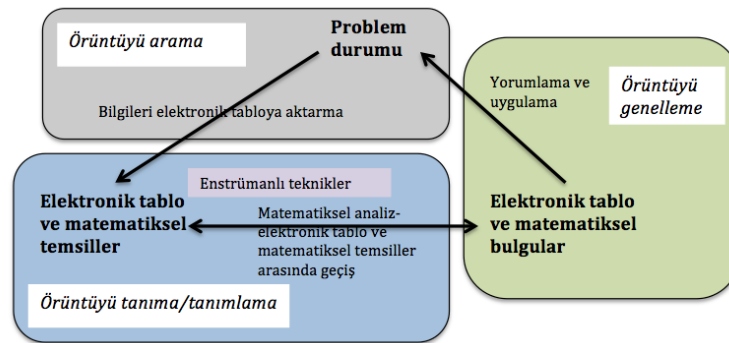 Örüntüyü arama
Problem
durumu
Bilgileri elektronik tabloya aktarma
Yorumlama ve
uygulama
Örüntüyü
genelleme
Enstrümanlı teknikler
Elektronik tablo
ve matematiksel
temsiller
Matematiksel analiz-
elektronik tablo ve
matematiksel temsiller
arasında geçiş
Elektronik tablo
ve matematiksel
bulgular
Örüntüyü tanıma/tanımlama